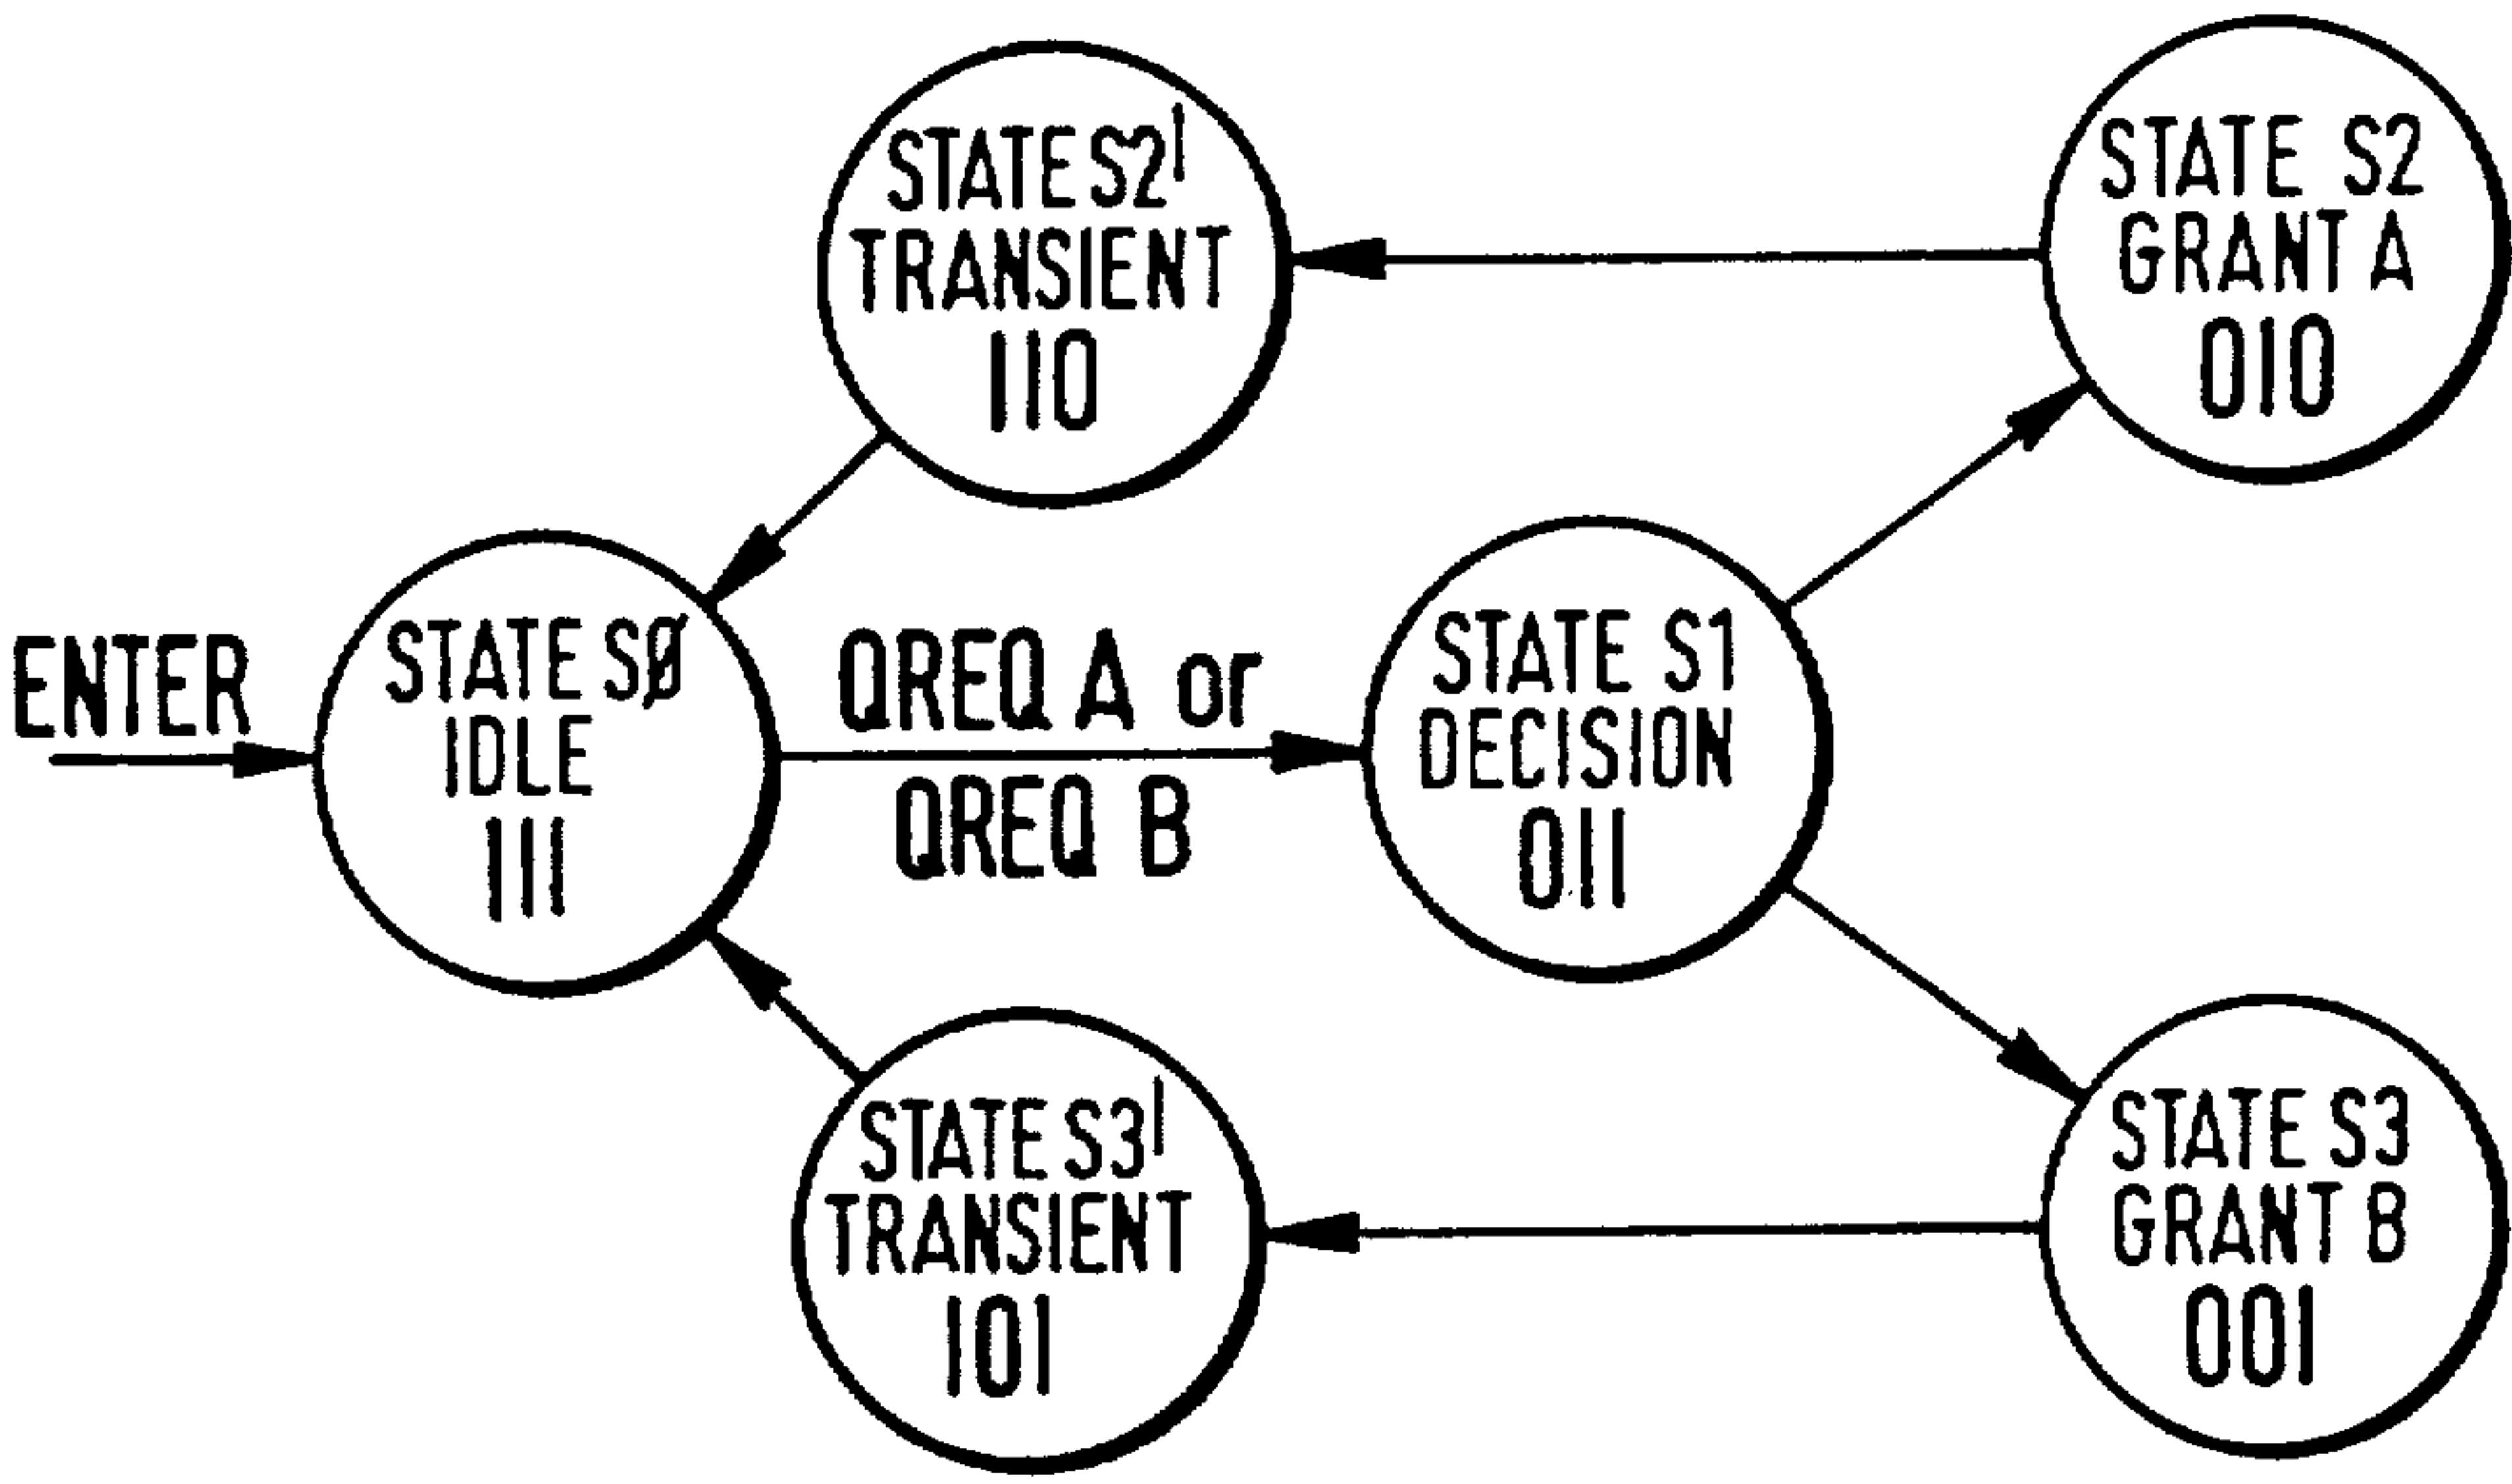 STATE S2'
TRANSIENT
110
STATE S2
GRANT A
010
ENTER
STATE SØ
IDLE
111
QREQ A or
QREQ B
STATE S1
DECISION
011
STATE S3'
TRANSIENT
101
STATE S3
GRANT B
001